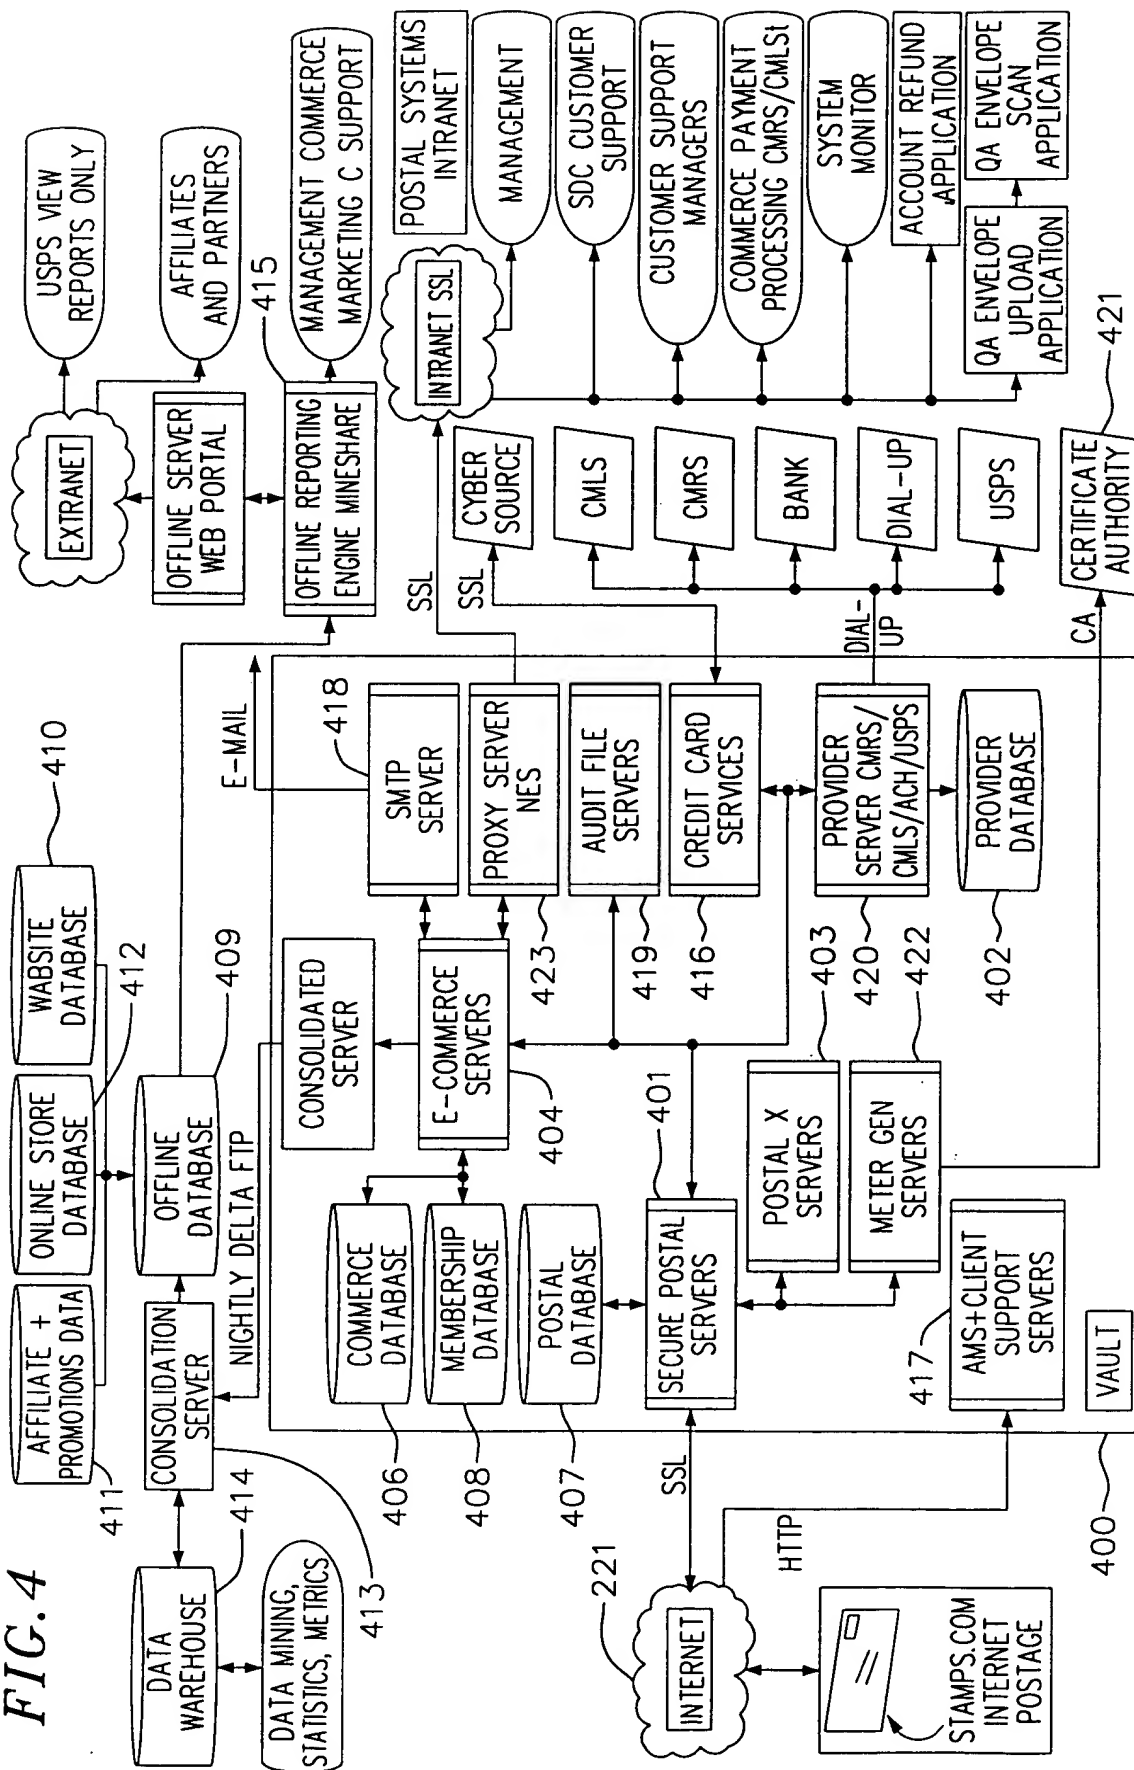 FIG.4
DATA
WAREHOUSE
414
DATA MINING,
STATISTICS, METRICS
413
AFFILIATE +
PROMOTIONS DATA
411
ONLINE STORE
DATABASE
412
WABSITE
DATABASE
410
CONSOLIDATION
SERVER
OFFLINE
DATABASE
409
NIGHTLY DELTA FTP
E-MAIL
EXTRANET
USPS VIEW
REPORTS ONLY
AFFILIATES
AND PARTNERS
OFFLINE SERVER
WEB PORTAL
415
OFFLINE REPORTING
ENGINE MINESHARE
MANAGEMENT COMMERCE
MARKETING C SUPPORT
POSTAL SYSTEMS
INTRANET
INTRANET SSL
MANAGEMENT
SDC CUSTOMER
SUPPORT
CUSTOMER SUPPORT
MANAGERS
COMMERCE PAYMENT
PROCESSING CMRS/CMLSt
SYSTEM
MONITOR
ACCOUNT REFUND
APPLICATION
QA ENVELOPE
UPLOAD
APPLICATION
QA ENVELOPE
SCAN
APPLICATION
SSL
SSL
CYBER
SOURCE
CMLS
CMRS
BANK
DIAL-UP
USPS
DIAL-
UP
CA
CERTIFICATE
AUTHORITY
421
CONSOLIDATED
SERVER
SMTP
SERVER
418
COMMERCE
DATABASE
406
MEMBERSHIP
DATABASE
408
E-COMMERCE
SERVERS
404
PROXY SERVER
NES
423
POSTAL
DATABASE
407
AUDIT FILE
SERVERS
419
SECURE POSTAL
SERVERS
401
CREDIT CARD
SERVICES
416
POSTAL X
SERVERS
403
PROVIDER
SERVER CMRS/
CMLS/ACH/USPS
420
METER GEN
SERVERS
422
PROVIDER
DATABASE
402
AMS+CLIENT
SUPPORT
SERVERS
417
VAULT
400
SSL
HTTP
INTERNET
221
STAMPS.COM
INTERNET
POSTAGE